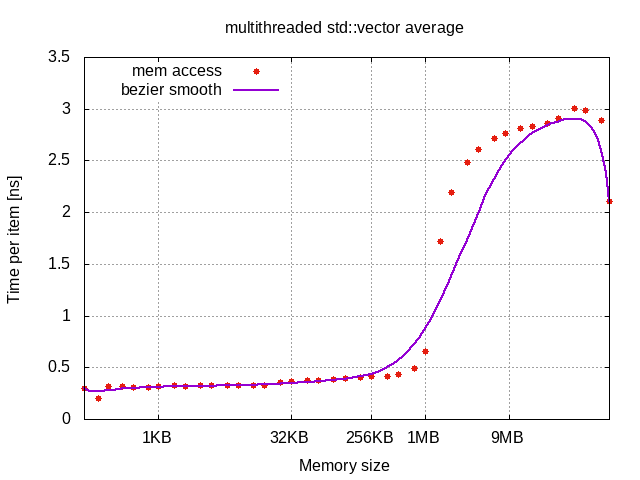 multithreaded std::vector average
3.5
mem access
bezier smooth
3
2.5
2
1.5
1
0.5
0
Time per item [ns]
1KB 32KB 256KB 1MB 9MB
Memory size